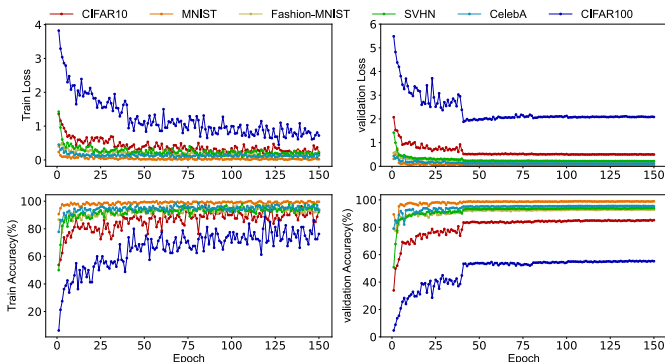 CIFAR10 MNIST Fashion-MNIST SVHN CelebA CIFAR100
Train Loss
4
3
2
1
0
0 25 50 75 100 125 150
validation Loss
6
5
4
3
2
1
0
0 25 50 75 100 125 150
Train Accuracy(%)
100
80
60
40
20
0 25 50 75 100 125 150
Epoch
validation Accuracy(%)
100
80
60
40
20
0
0 25 50 75 100 125 150
Epoch